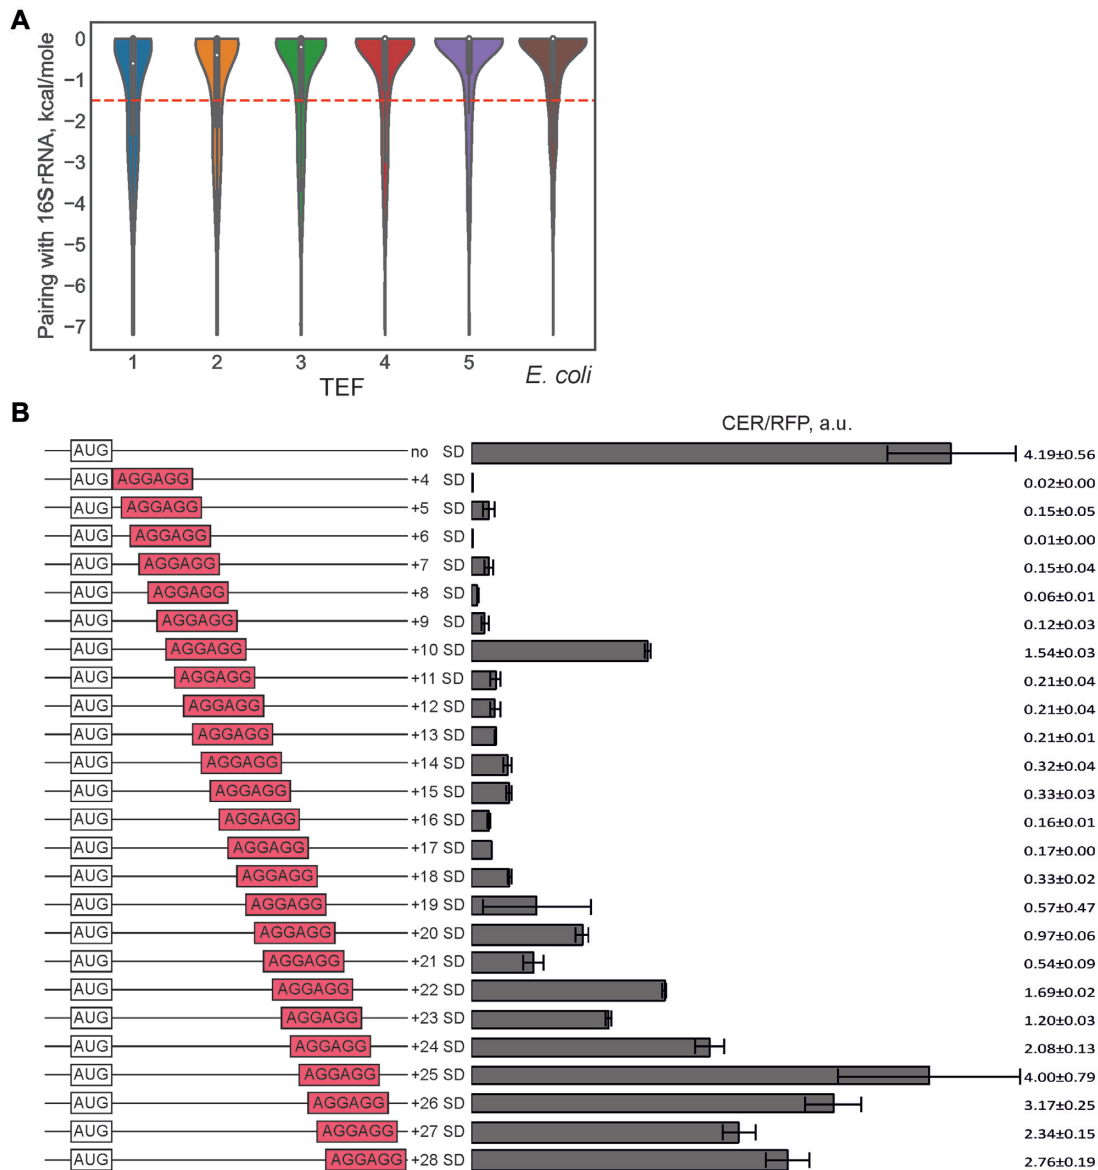 A
Pairing with 16S rRNA, kcal/mole
0
−1
−2
−3
−4
−5
−6
−7
1 2 3 4 5 E. coli
TEF
B
CER/RFP, a.u.
AUG no SD 4.19±0.56
AUG AGGAGG +4 SD 0.02±0.00
AUG AGGAGG +5 SD 0.15±0.05
AUG AGGAGG +6 SD 0.01±0.00
AUG AGGAGG +7 SD 0.15±0.04
AUG AGGAGG +8 SD 0.06±0.01
AUG AGGAGG +9 SD 0.12±0.03
AUG AGGAGG +10 SD 1.54±0.03
AUG AGGAGG +11 SD 0.21±0.04
AUG AGGAGG +12 SD 0.21±0.04
AUG AGGAGG +13 SD 0.21±0.01
AUG AGGAGG +14 SD 0.32±0.04
AUG AGGAGG +15 SD 0.33±0.03
AUG AGGAGG +16 SD 0.16±0.01
AUG AGGAGG +17 SD 0.17±0.00
AUG AGGAGG +18 SD 0.33±0.02
AUG AGGAGG +19 SD 0.57±0.47
AUG AGGAGG +20 SD 0.97±0.06
AUG AGGAGG +21 SD 0.54±0.09
AUG AGGAGG +22 SD 1.69±0.02
AUG AGGAGG +23 SD 1.20±0.03
AUG AGGAGG +24 SD 2.08±0.13
AUG AGGAGG +25 SD 4.00±0.79
AUG AGGAGG +26 SD 3.17±0.25
AUG AGGAGG +27 SD 2.34±0.15
AUG AGGAGG +28 SD 2.76±0.19